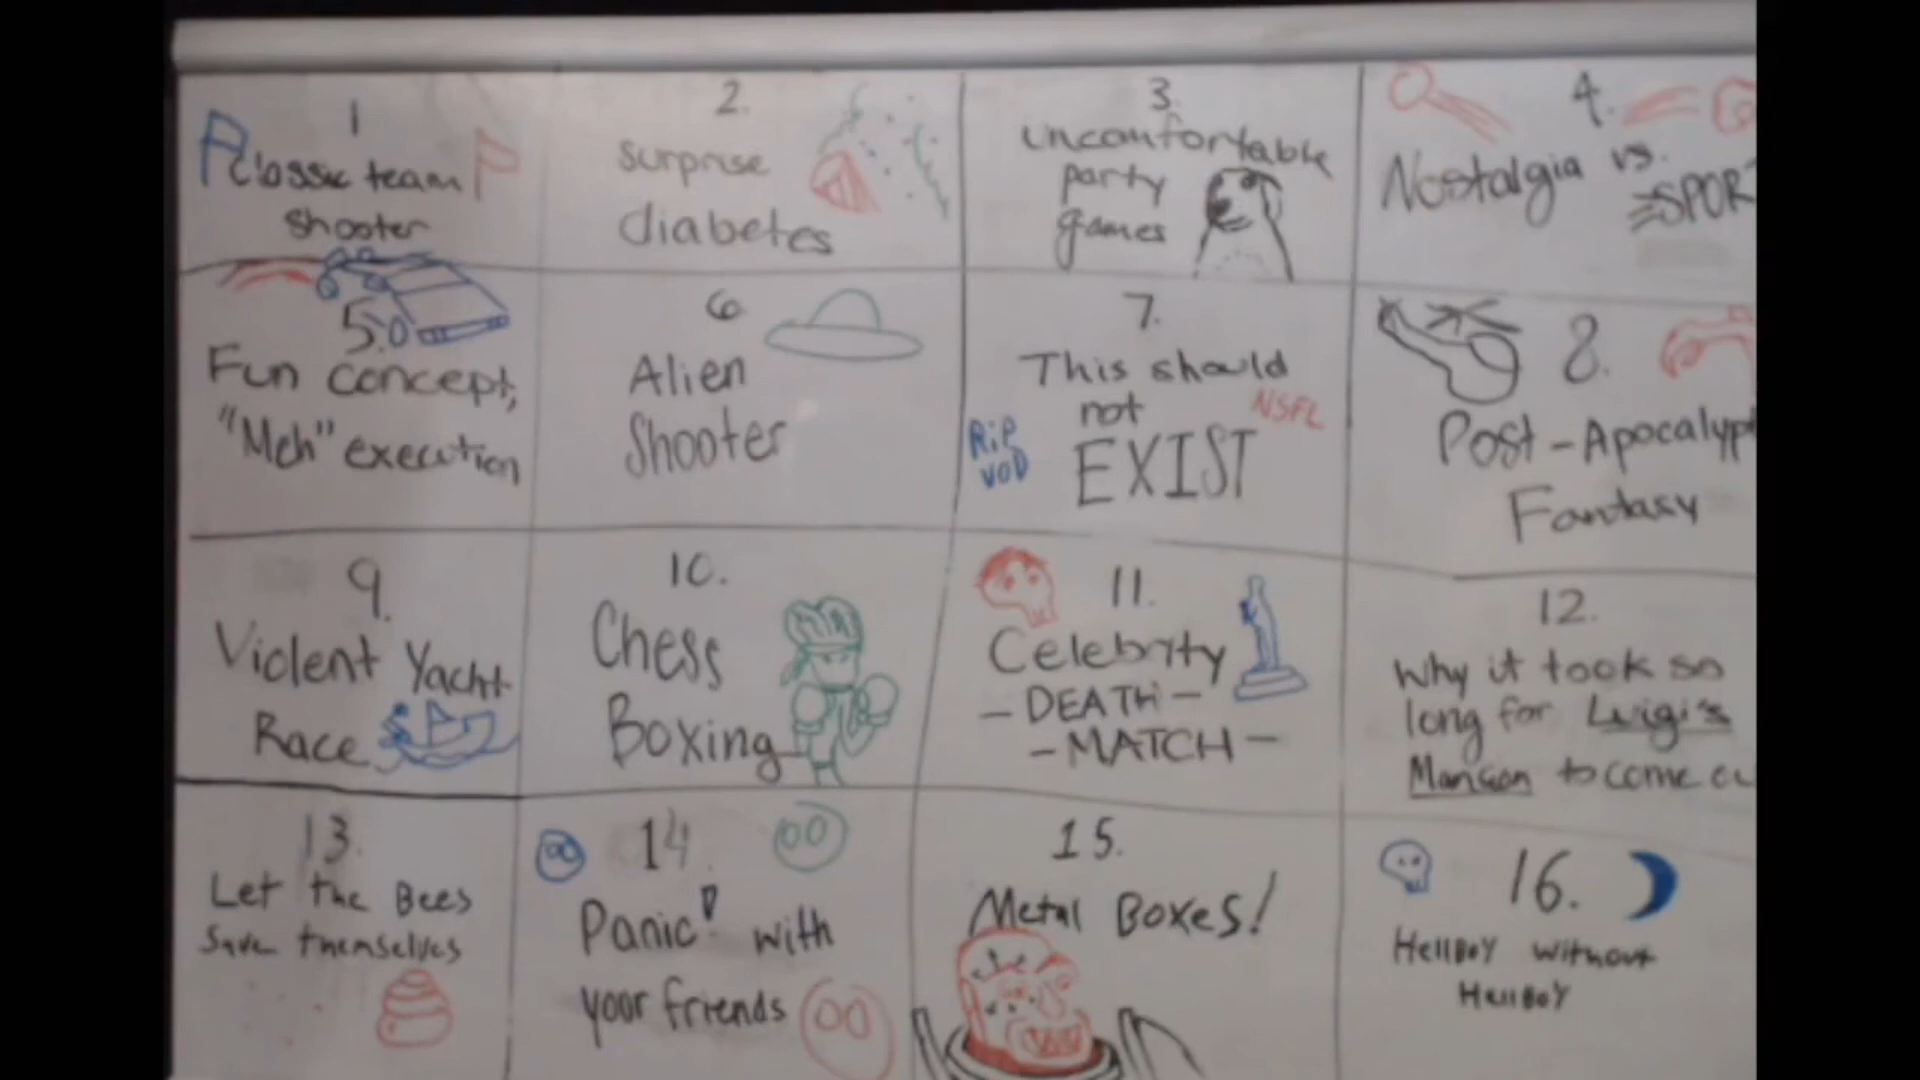 1
Classic team
Shooter
2.
Surprise
diabetes
3.
Uncomfortable
party
games
4.
Nostalgia vs.
SPOR
5.0
Fun concept,
"Meh" execution
6
Alien
Shooter
7.
This should
not
NSFL
Rip
VOD
EXIST
8.
Post-Apocalypt
Fantasy
9.
Violent Yacht
Race
10.
Chess
Boxing
11.
Celebrity
- DEATH -
- MATCH -
12.
Why it took so
long for Luigi's
Mansion to come ou
13.
Let the Bees
Save themselves
14.
Panic! with
your friends
15.
Metal Boxes!
16.
HellBoy without
HellBoy